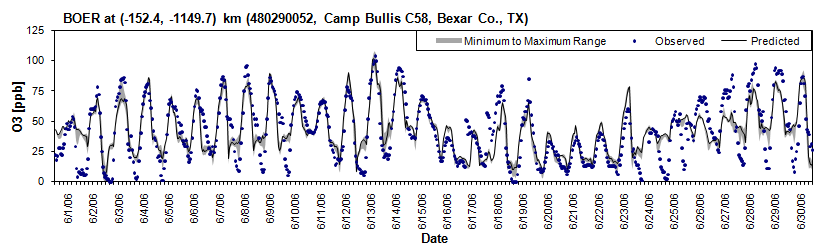 BOER at (-152.4, -1149.7) km (480290052, Camp Bullis C58, Bexar Co., TX)
Minimum to Maximum Range Observed Predicted
O3 [ppb]
125
100
75
50
25
0
6/1/06 6/2/06 6/3/06 6/4/06 6/5/06 6/6/06 6/7/06 6/8/06 6/9/06 6/10/06 6/11/06 6/12/06 6/13/06 6/14/06 6/15/06 6/16/06 6/17/06 6/18/06 6/19/06 6/20/06 6/21/06 6/22/06 6/23/06 6/24/06 6/25/06 6/26/06 6/27/06 6/28/06 6/29/06 6/30/06
Date